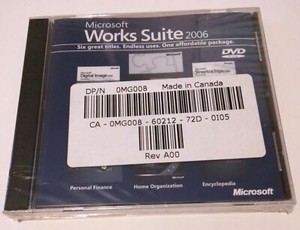 Microsoft
Works Suite 2006
Six great titles. Endless uses. One affordable package.
DVD
DP/N 0MG008 Made in Canada
CA - 0MG008 - 60212 - 72D - 0I05
Rev A00
Personal Finance Home Organization Encyclopedia
Microsoft